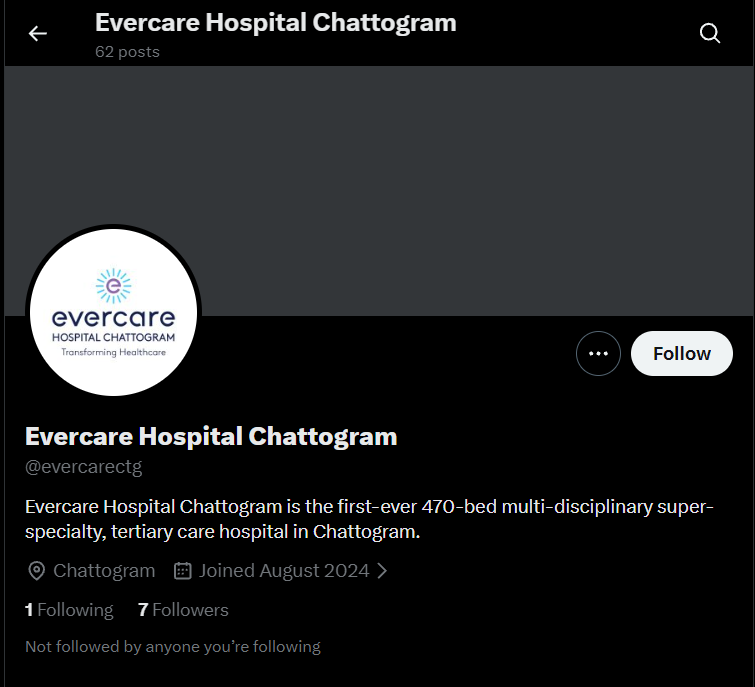 Evercare Hospital Chattogram
62 posts
e
evercare
HOSPITAL CHATTOGRAM
Transforming Healthcare
Follow
Evercare Hospital Chattogram
@evercarectg
Evercare Hospital Chattogram is the first-ever 470-bed multi-disciplinary super-
specialty, tertiary care hospital in Chattogram.
Chattogram Joined August 2024
1 Following 7 Followers
Not followed by anyone you’re following